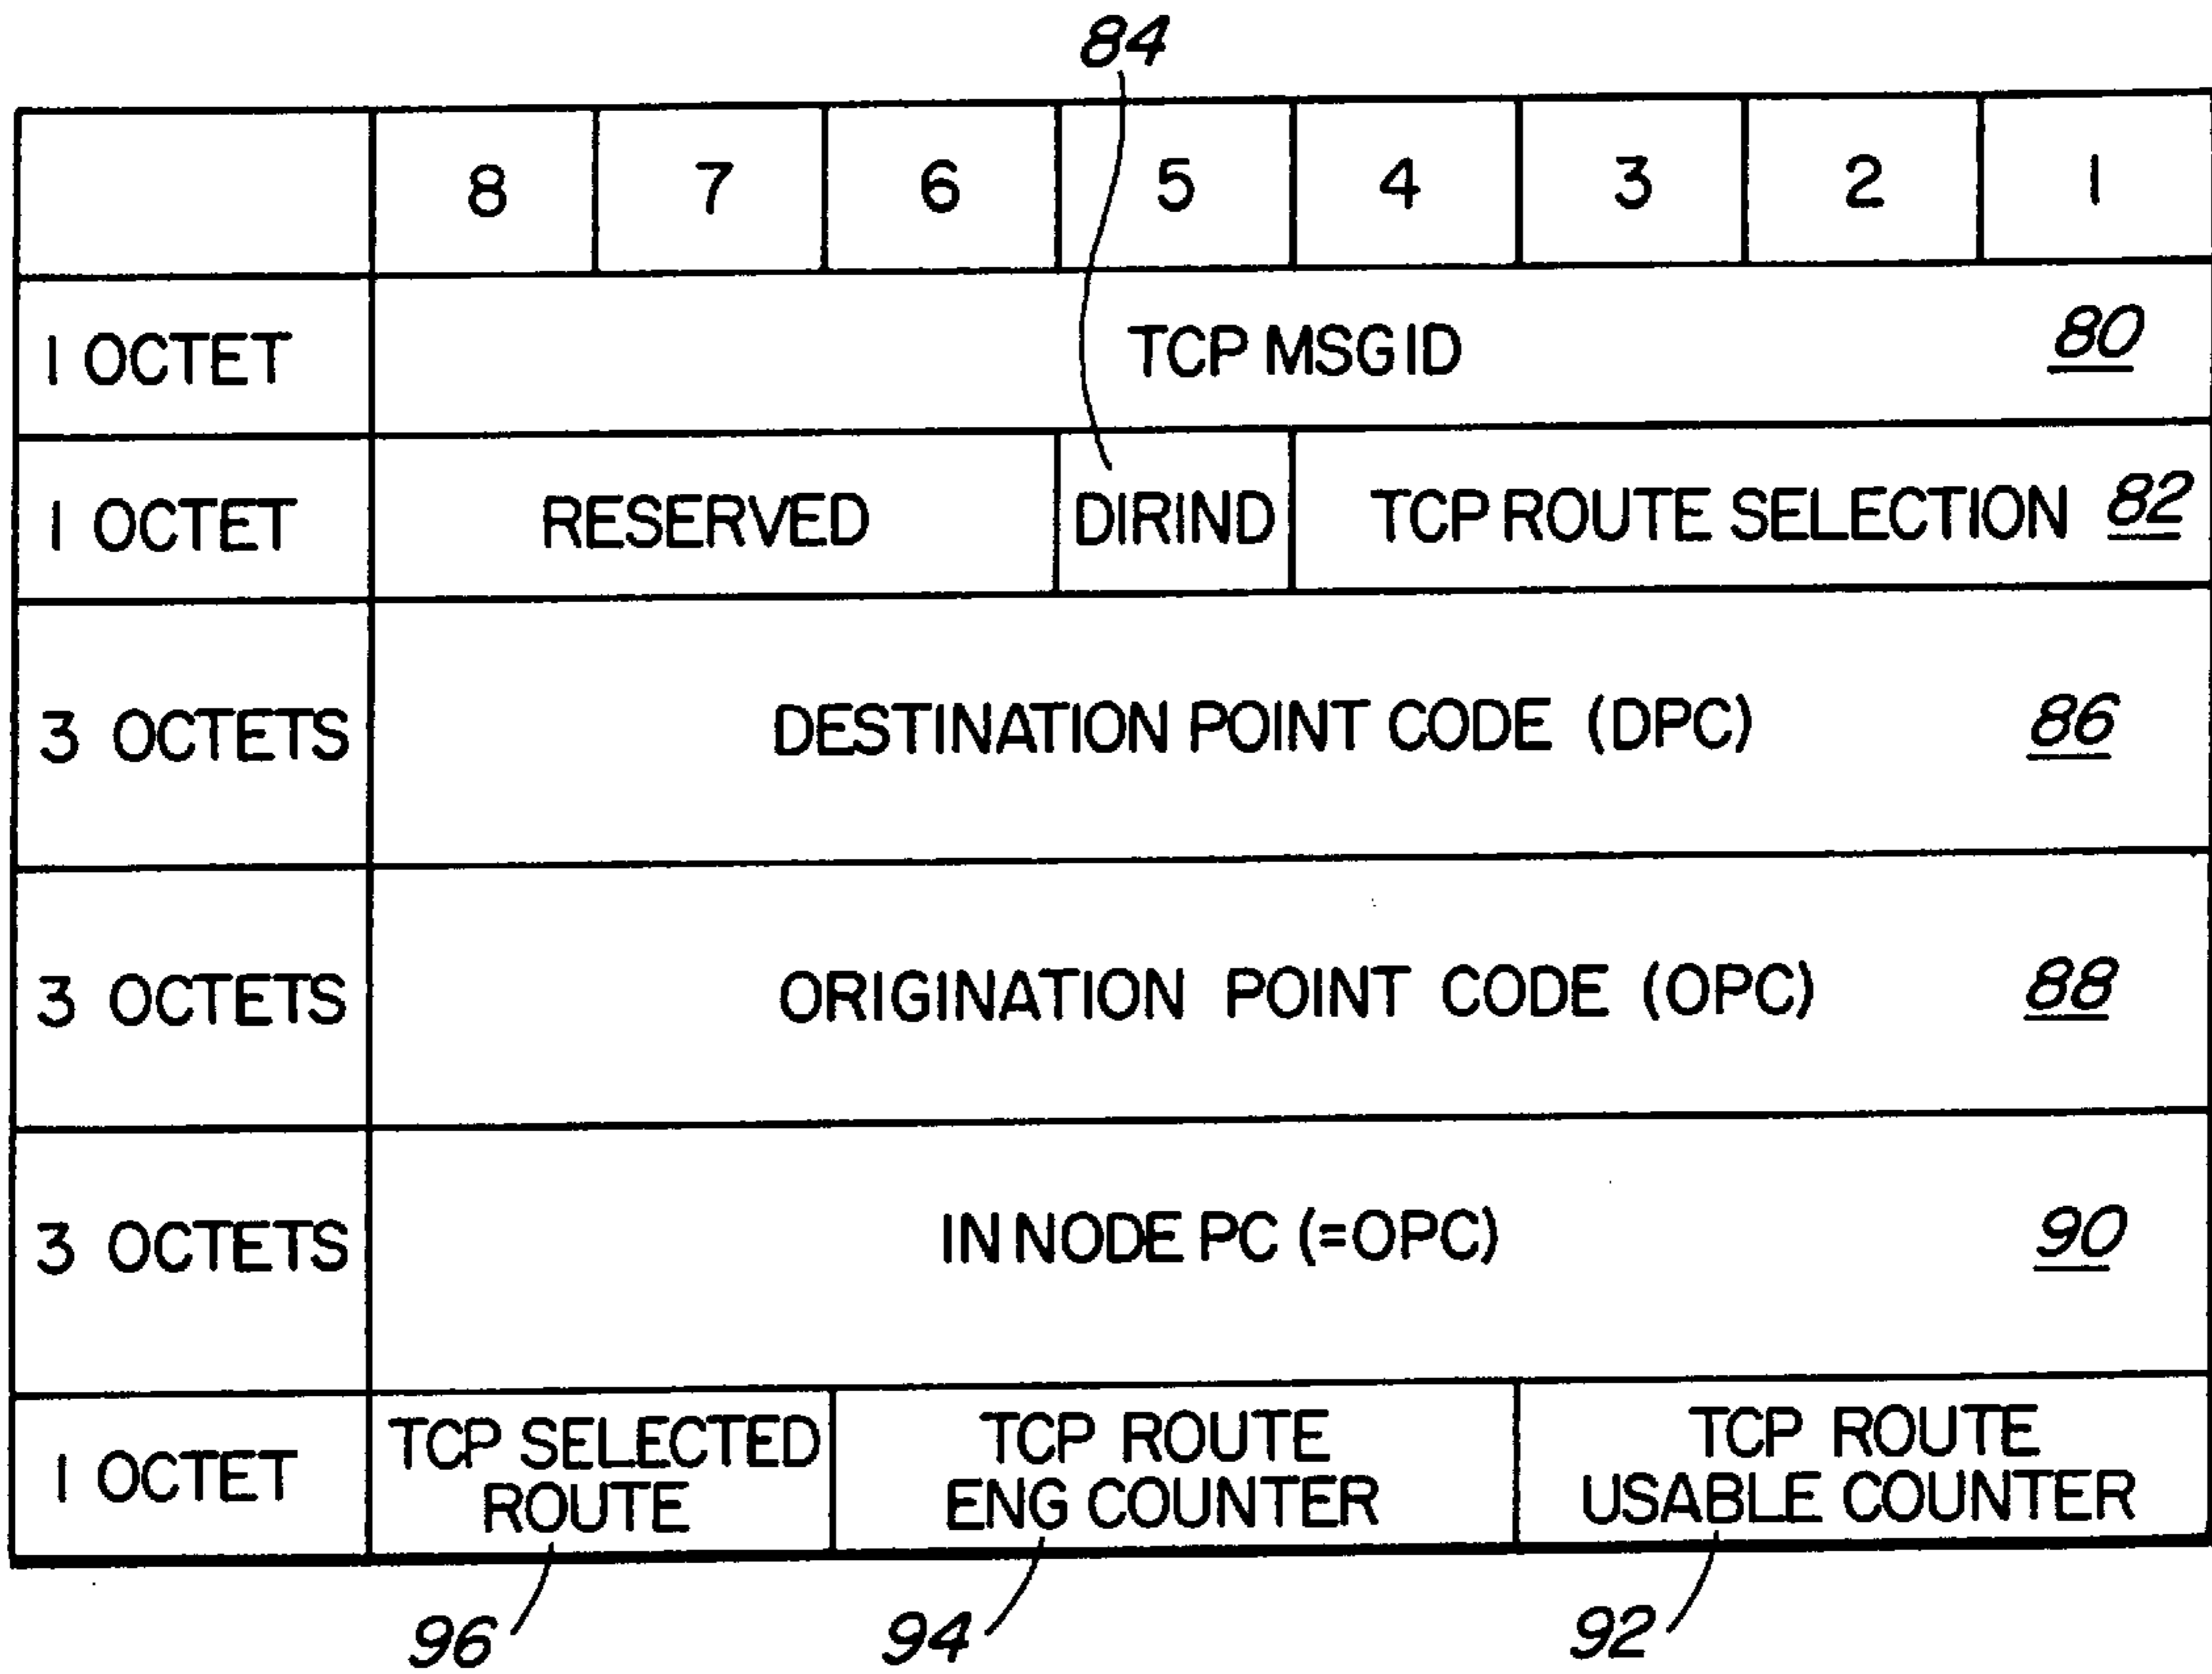 84
8 7 6 5 4 3 2 1
1 OCTET TCP MSGID 80
1 OCTET RESERVED DIRIND TCP ROUTE SELECTION 82
3 OCTETS DESTINATION POINT CODE (DPC) 86
3 OCTETS ORIGINATION POINT CODE (OPC) 88
3 OCTETS IN NODE PC (=OPC) 90
1 OCTET
TCP SELECTED
ROUTE
TCP ROUTE
ENG COUNTER
TCP ROUTE
USABLE COUNTER
96 94 92